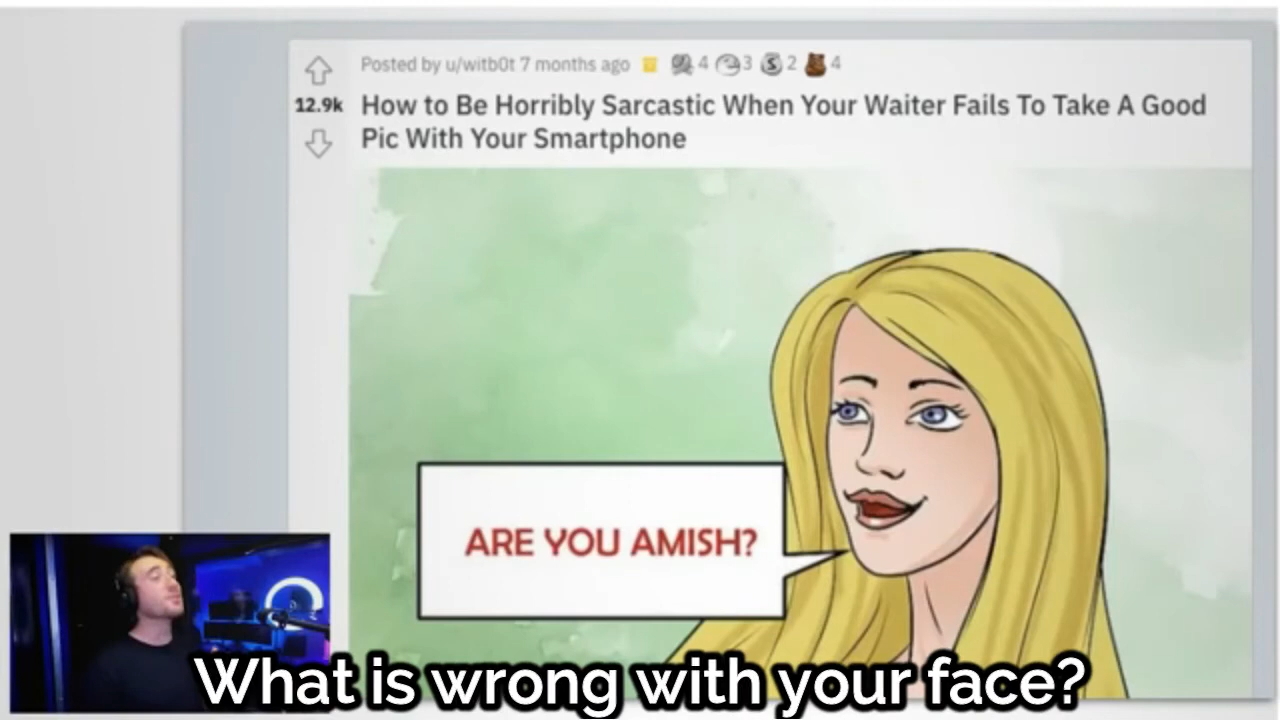 Posted by u/witb0t 7 months ago 4 3 2 4
12.9k How to Be Horribly Sarcastic When Your Waiter Fails To Take A Good
Pic With Your Smartphone
ARE YOU AMISH?
What is wrong with your face?